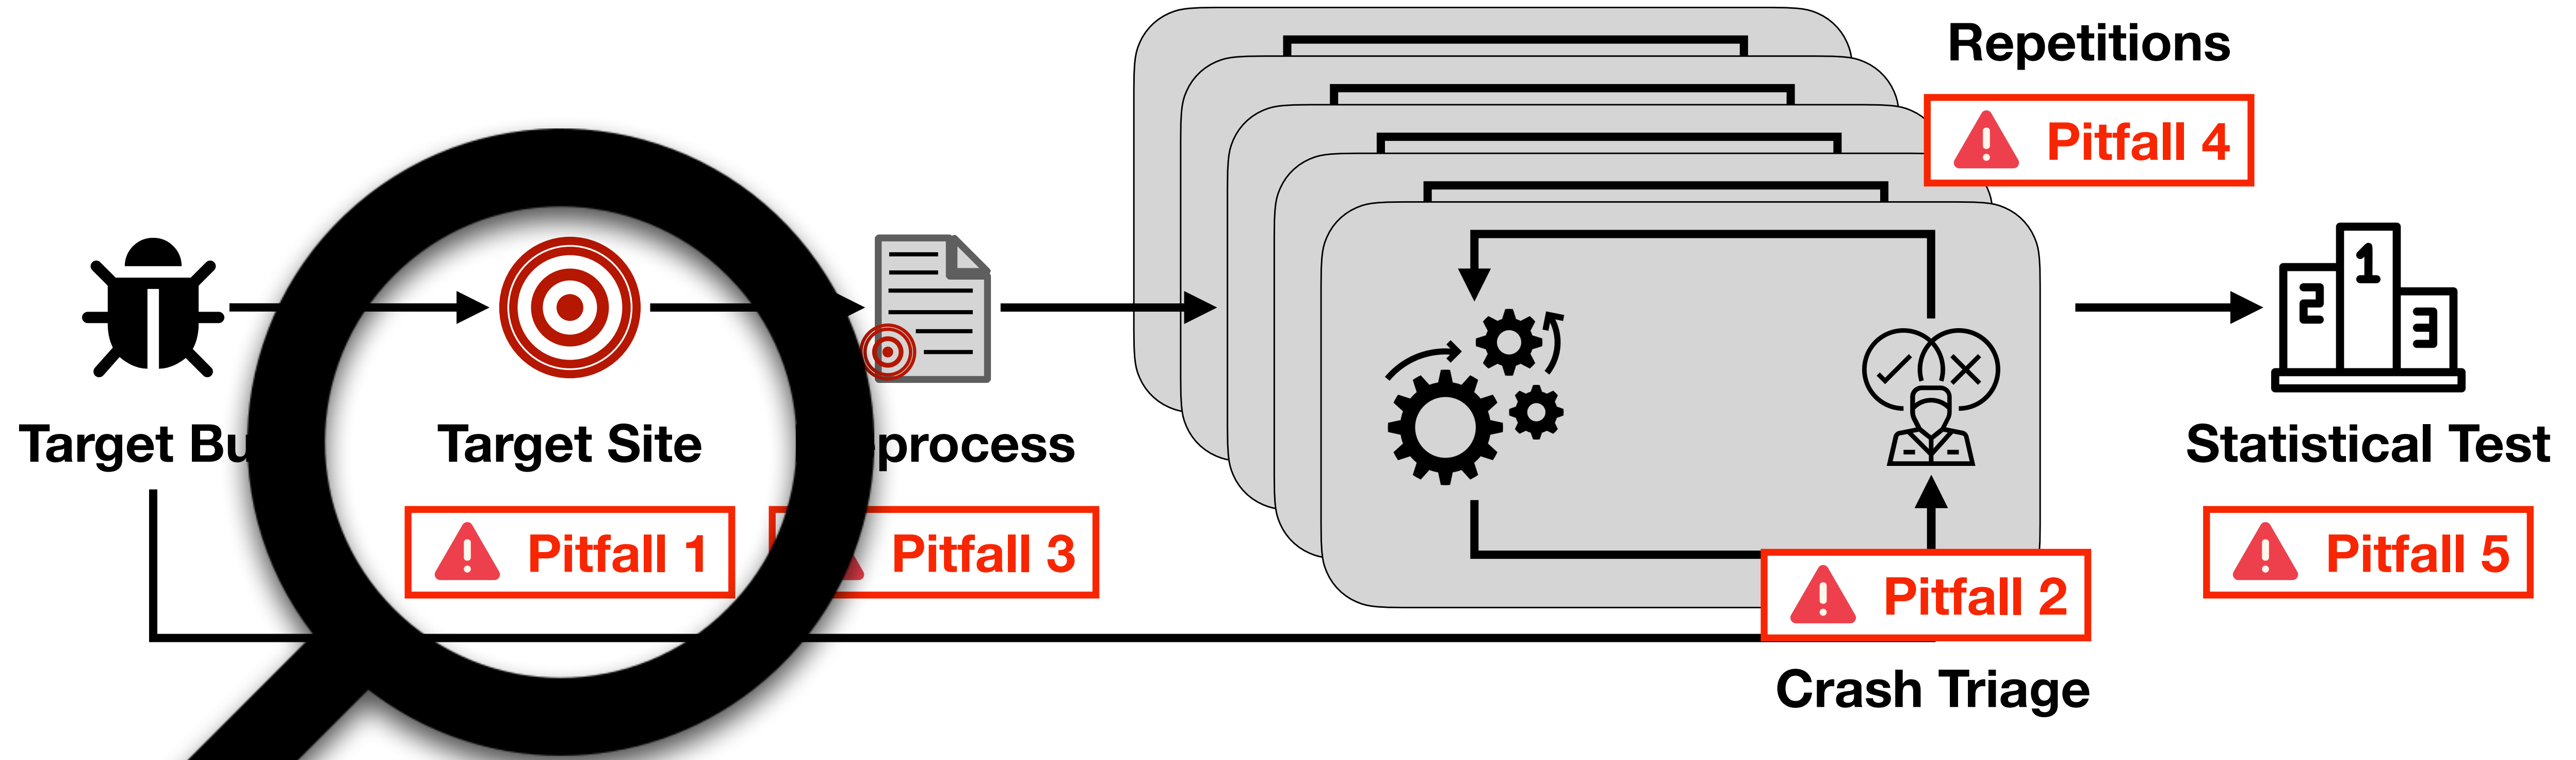 Repetitions
Pitfall 4
2
1
3
Target Bu
Target Site
process
Statistical Test
Pitfall 1
Pitfall 3
Pitfall 5
Pitfall 2
Crash Triage